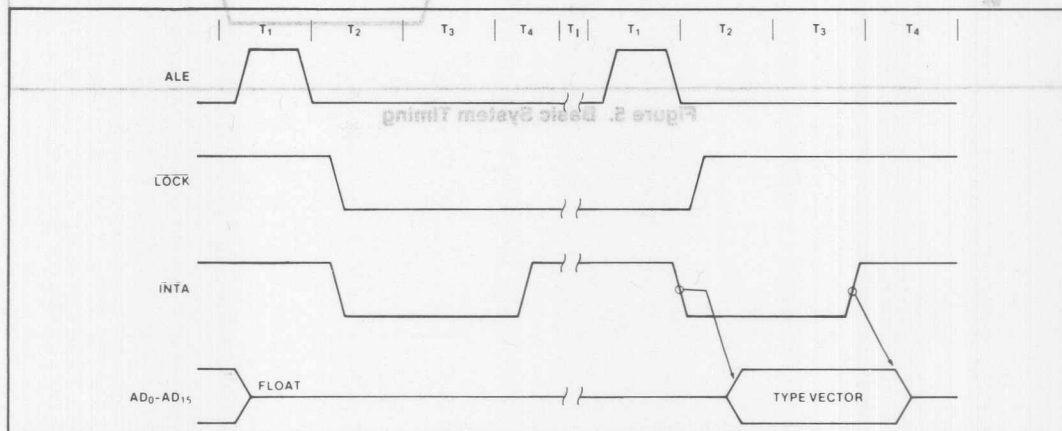 T₁ T₂ T₃ T₄ T_I T₁ T₂ T₃ T₄
ALE
Figure 5. Basic System Timing
LOCK
INTA
FLOAT
AD₀-AD₁₅
TYPE VECTOR